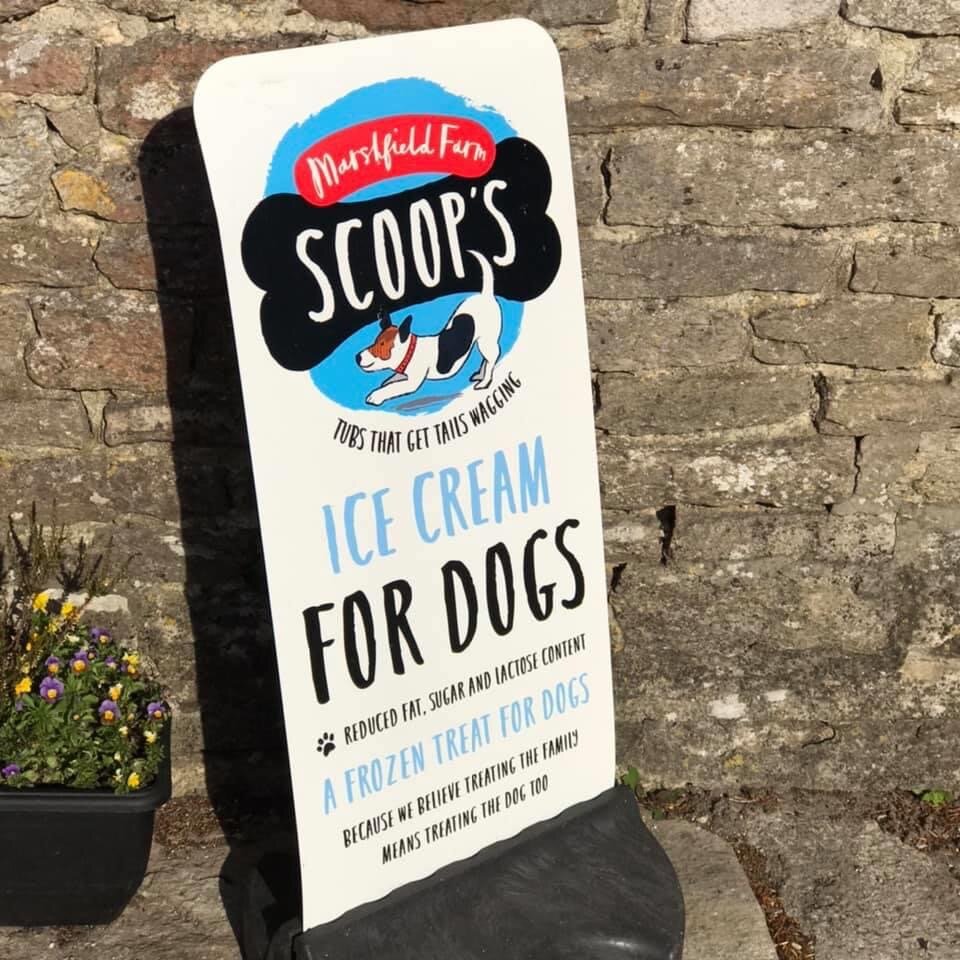 Marshfield Farm
SCOOP'S
TUBS THAT GET TAILS WAGGING
ICE CREAM
FOR DOGS
REDUCED FAT, SUGAR AND LACTOSE CONTENT
A FROZEN TREAT FOR DOGS
BECAUSE WE BELIEVE TREATING THE FAMILY
MEANS TREATING THE DOG TOO